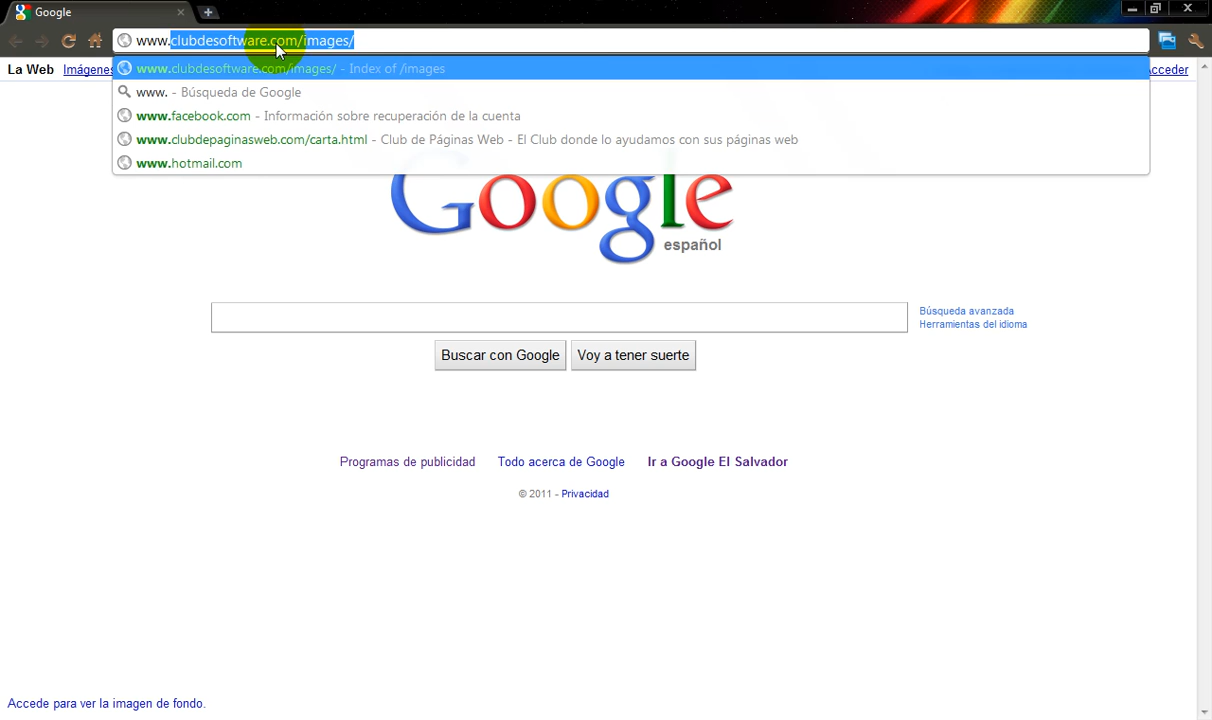 Google
www.clubdesoftware.com/images/
La Web Imágenes
www.clubdesoftware.com/images/ - Index of /images
Acceder
www. - Búsqueda de Google
www.facebook.com - Información sobre recuperación de la cuenta
www.clubdepaginasweb.com/carta.html - Club de Páginas Web - El Club donde lo ayudamos con sus páginas web
www.hotmail.com
Google
español
Búsqueda avanzada
Herramientas del idioma
Buscar con Google Voy a tener suerte
Programas de publicidad Todo acerca de Google Ir a Google El Salvador
© 2011 - Privacidad
Accede para ver la imagen de fondo.